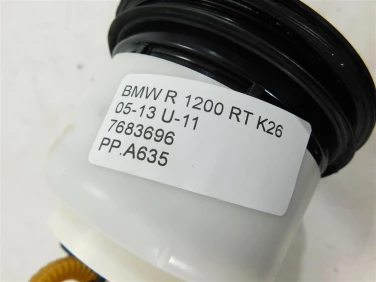 BMW R 1200 RT K26
05-13 U-11
7683696
PP.A635